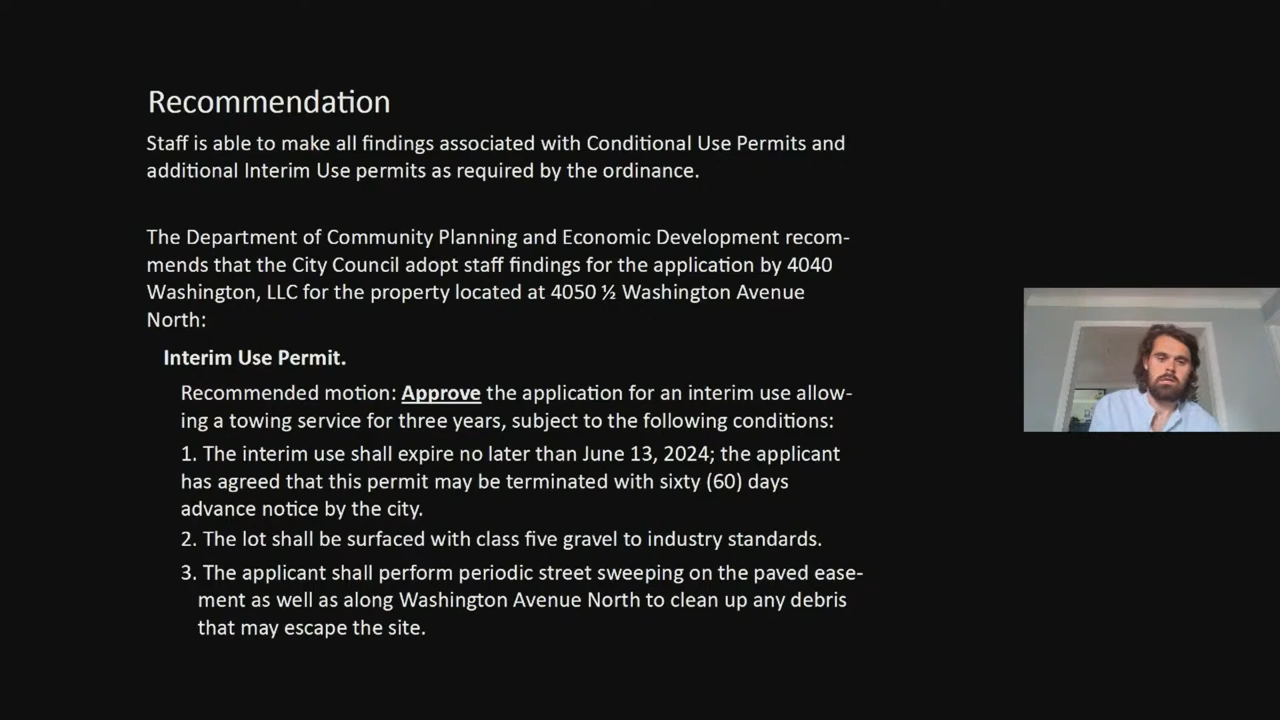 Recommendation
Staff is able to make all findings associated with Conditional Use Permits and
additional Interim Use permits as required by the ordinance.
The Department of Community Planning and Economic Development recom-
mends that the City Council adopt staff findings for the application by 4040
Washington, LLC for the property located at 4050 ½ Washington Avenue
North:
Interim Use Permit.
Recommended motion: Approve the application for an interim use allow-
ing a towing service for three years, subject to the following conditions:
1. The interim use shall expire no later than June 13, 2024; the applicant
has agreed that this permit may be terminated with sixty (60) days
advance notice by the city.
2. The lot shall be surfaced with class five gravel to industry standards.
3. The applicant shall perform periodic street sweeping on the paved ease-
ment as well as along Washington Avenue North to clean up any debris
that may escape the site.